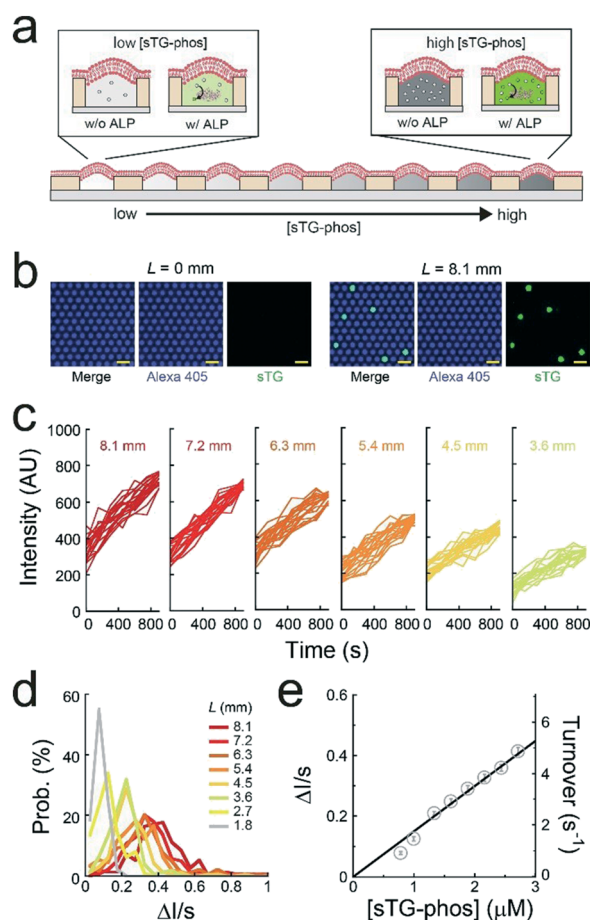 a
low [sTG-phos]
high [sTG-phos]
w/o ALP
w/ ALP
w/o ALP
w/ ALP
low
high
[sTG-phos]
b
L = 0 mm
L = 8.1 mm
Merge
Alexa 405
sTG
Merge
Alexa 405
sTG
c
1000
800
600
400
200
0
Intensity (AU)
8.1 mm
7.2 mm
6.3 mm
5.4 mm
4.5 mm
3.6 mm
0 400 800
0 400 800
0 400 800
0 400 800
0 400 800
0 400 800
Time (s)
d
60
40
20
0
Prob. (%)
L (mm)
8.1
7.2
6.3
5.4
4.5
3.6
2.7
1.8
0 0.2 0.4 0.6 0.8 1
ΔI/s
e
0.6
0.4
0.2
0
ΔI/s
6
4
2
0
Turnover (s⁻¹)
0 1 2 3
[sTG-phos] (μM)